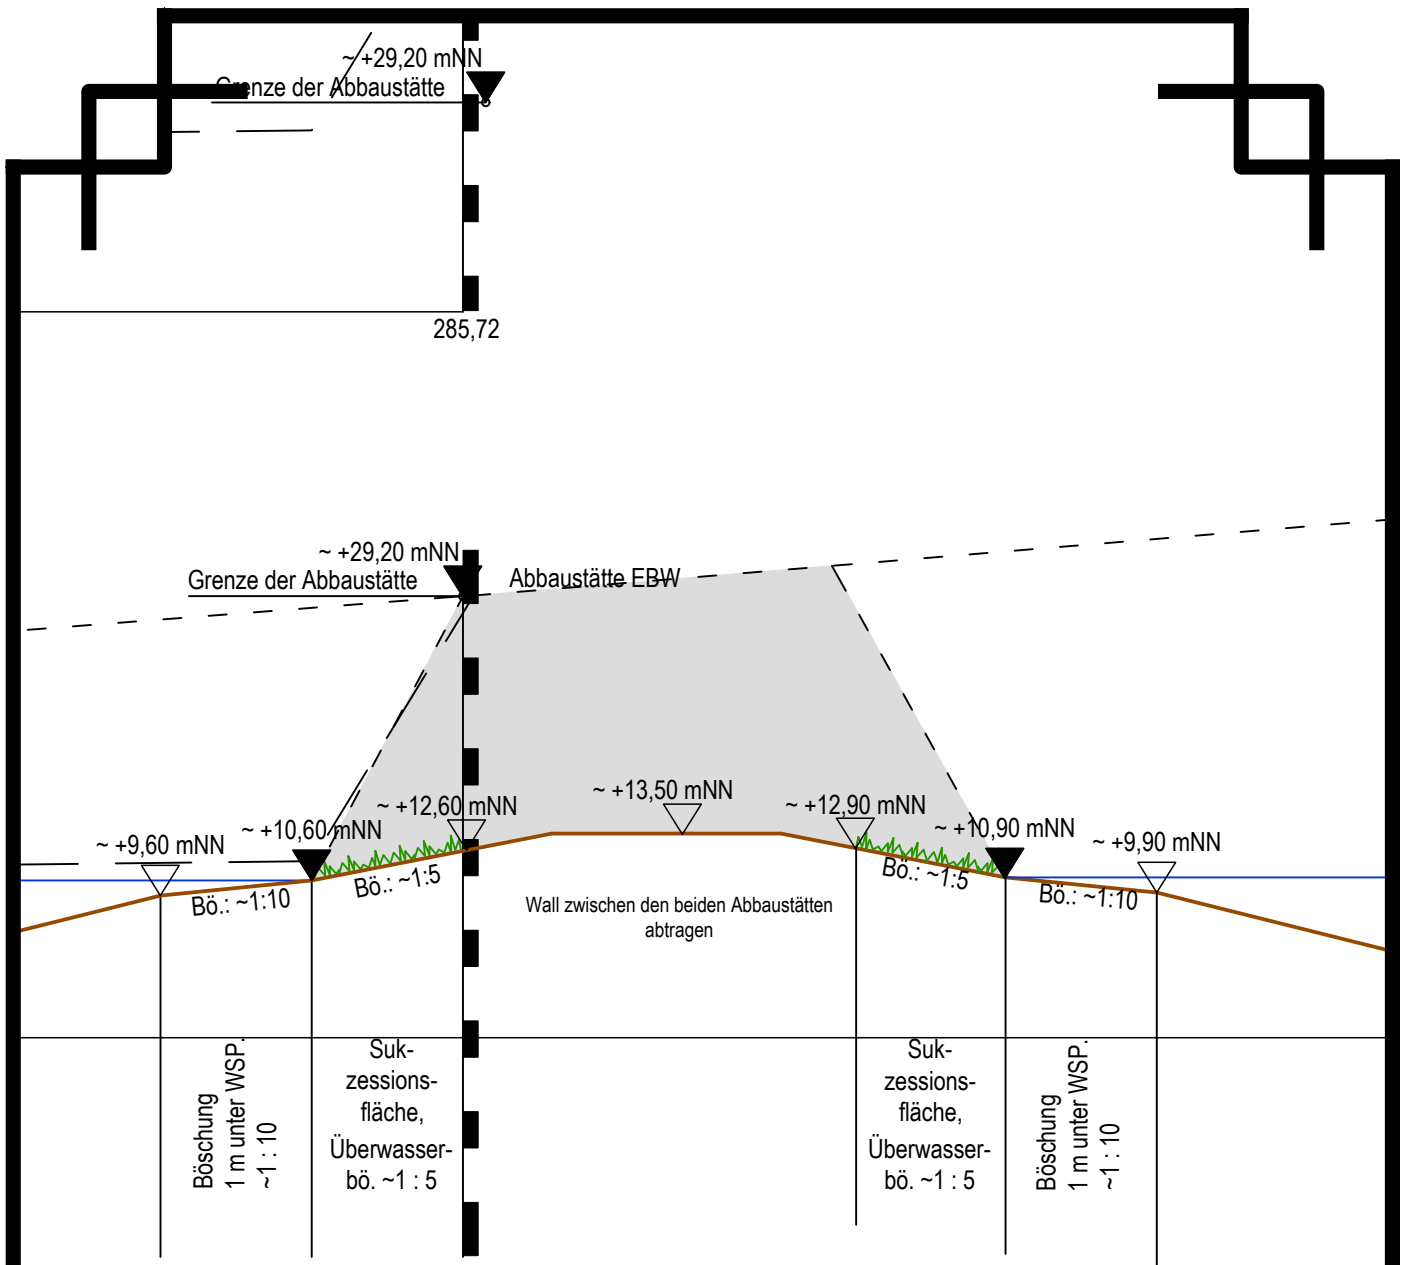 ~ +29,20 mNN
Grenze der Abbaustätte
285,72
~ +29,20 mNN
Grenze der Abbaustätte
Abbaustätte EBW
~ +9,60 mNN
~ +10,60 mNN
~ +12,60 mNN
~ +13,50 mNN
~ +12,90 mNN
~ +10,90 mNN
~ +9,90 mNN
Bö.: ~1:10
Bö.: ~1:5
Bö.: ~1:5
Bö.: ~1:10
Wall zwischen den beiden Abbaustätten
abtragen
Böschung
1 m unter WSP.
~1 : 10
Suk-
zessions-
fläche,
Überwasser-
bö. ~1 : 5
Suk-
zessions-
fläche,
Überwasser-
bö. ~1 : 5
Böschung
1 m unter WSP.
~1 : 10